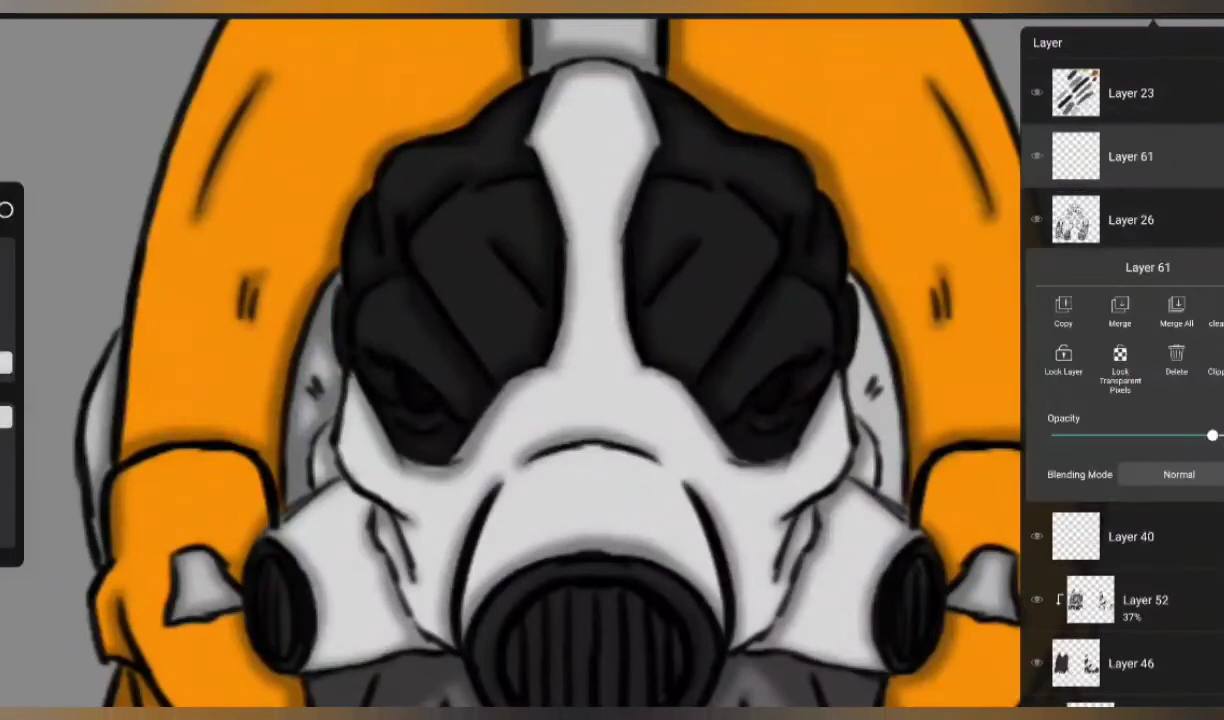 Layer
Layer 23
Layer 61
Layer 26
Layer 61
Copy
Merge
Merge All
Lock Layer
Lock
Transparent
Pixels
Delete
Opacity
Blending Mode
Normal
Layer 40
Layer 52
37%
Layer 46